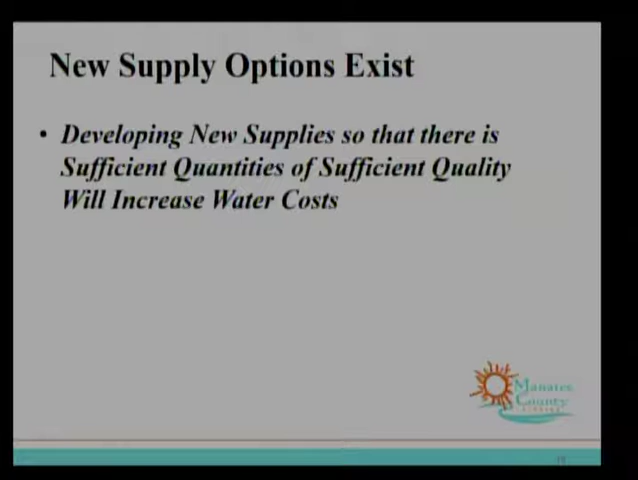 New Supply Options Exist
• Developing New Supplies so that there is
Sufficient Quantities of Sufficient Quality
Will Increase Water Costs
Manatee
County